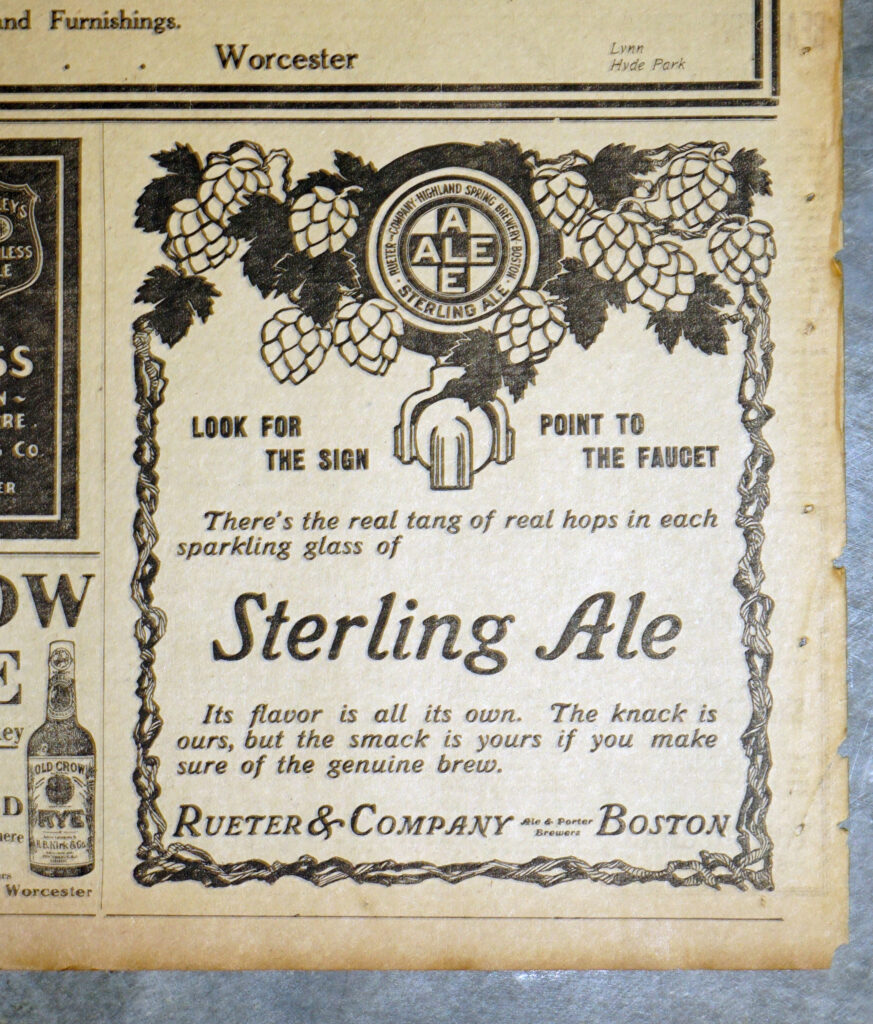 and Furnishings.
Worcester
Lynn
Hyde Park
RUETER-COMPANY-HIGHLAND SPRING BREWERY-BOSTON
A
ALE
E
STERLING ALE
LOOK FOR
THE SIGN
POINT TO
THE FAUCET
There's the real tang of real hops in each
sparkling glass of
Sterling Ale
Its flavor is all its own. The knack is
ours, but the smack is yours if you make
sure of the genuine brew.
RUETER & COMPANY Ale & Porter Brewers BOSTON
OW
E
OLD CROW
RYE
H.B. Kirk & Co.
D
Worcester